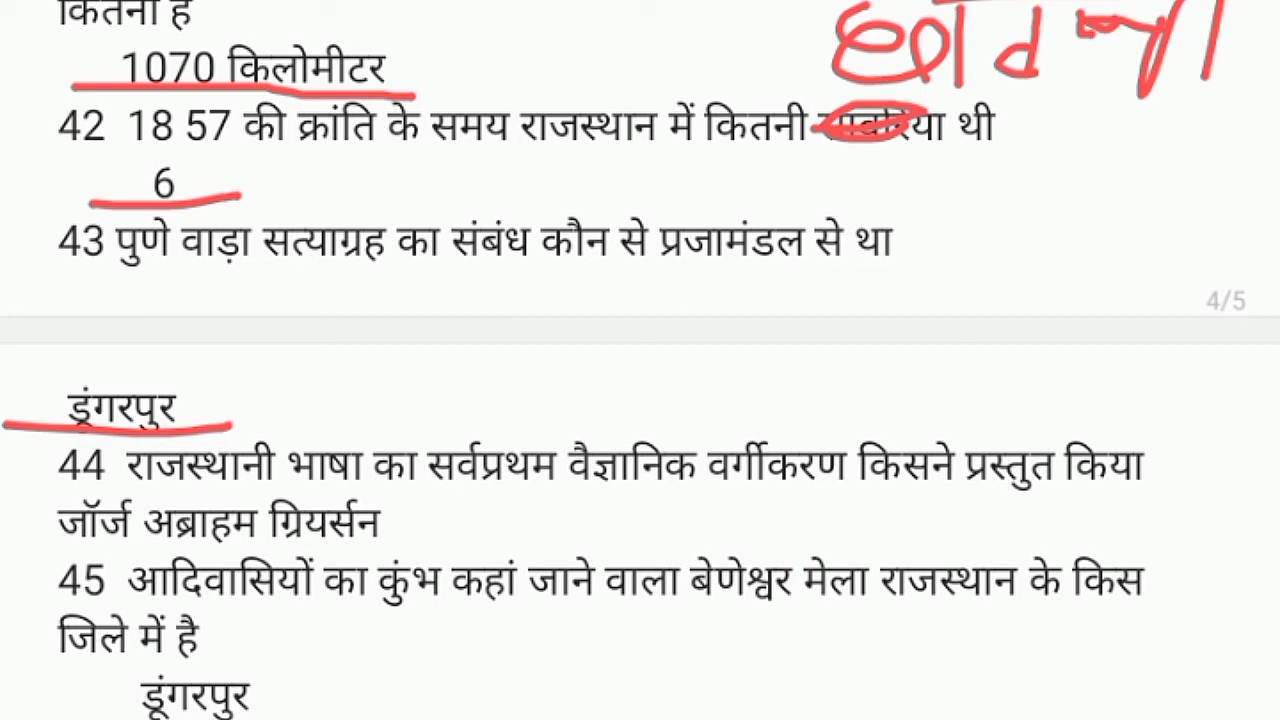 कितनी है
छावनी
1070 किलोमीटर
42 18 57 की क्रांति के समय राजस्थान में कितनी थी
6
43 पुणे वाड़ा सत्याग्रह का संबंध कौन से प्रजामंडल से था
4/5
डूंगरपुर
44 राजस्थानी भाषा का सर्वप्रथम वैज्ञानिक वर्गीकरण किसने प्रस्तुत किया
जॉर्ज अब्राहम ग्रियर्सन
45 आदिवासियों का कुंभ कहां जाने वाला बेणेश्वर मेला राजस्थान के किस
जिले में है
डूंगरपुर